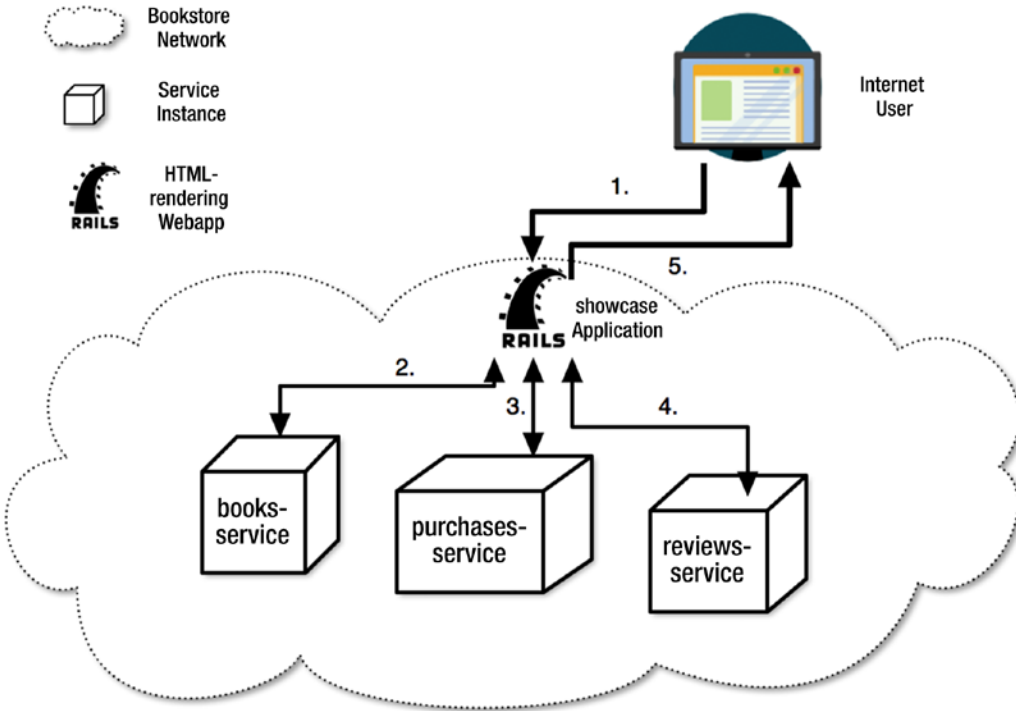 Bookstore
Network
Service
Instance
HTML-
rendering
Webapp
RAILS
Internet
User
1.
5.
showcase
Application
RAILS
2.
3.
4.
books-
service
purchases-
service
reviews-
service